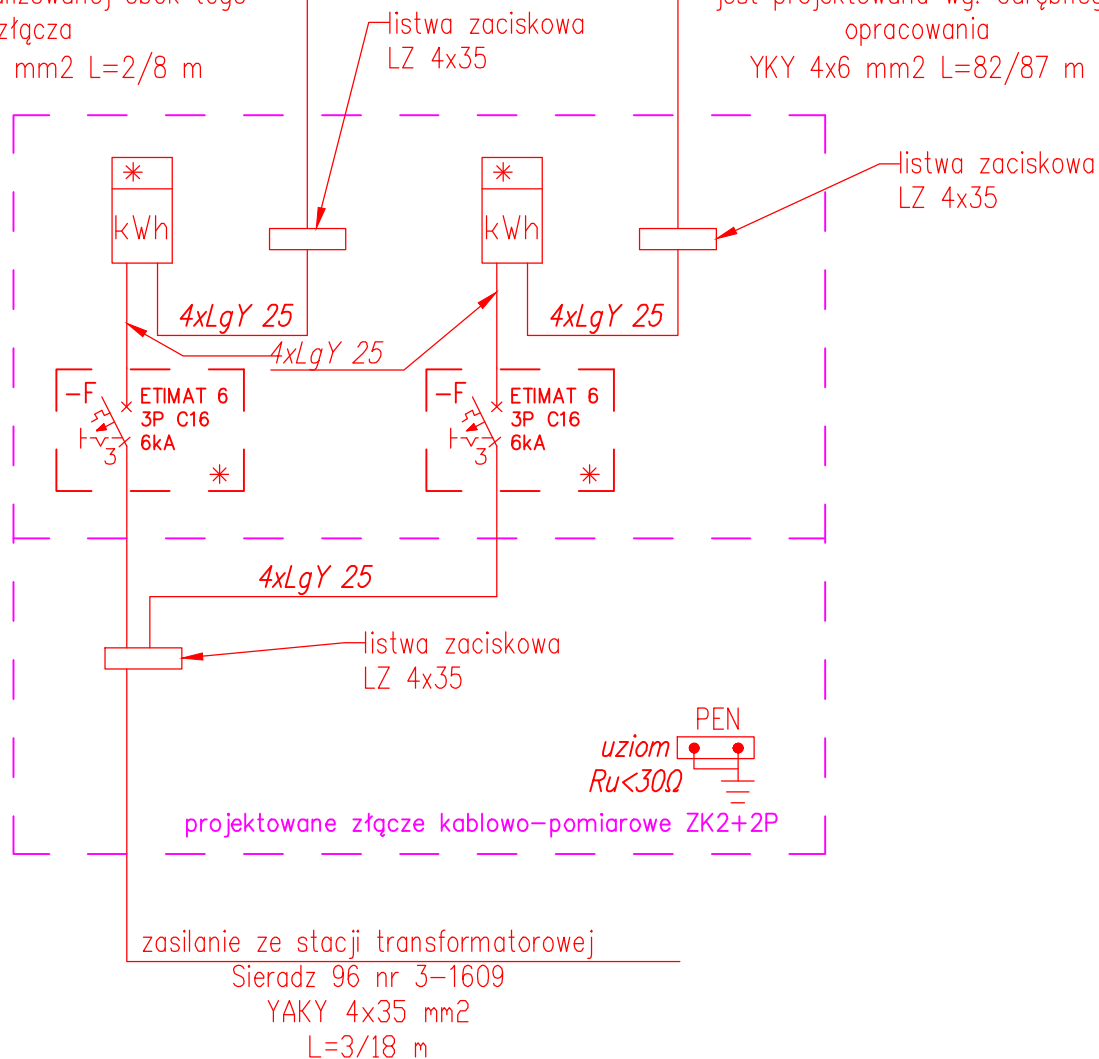 złącza
mm2 L=2/8 m
listwa zaciskowa
LZ 4x35
jest projektowana wg.
opracowania
YKY 4x6 mm2 L=82/87 m
listwa zaciskowa
LZ 4x35
*
kWh
*
kWh
4xLgY 25
4xLgY 25
4xLgY 25
-F
ETIMAT 6
3P C16
6kA
3
*
-F
ETIMAT 6
3P C16
6kA
3
*
4xLgY 25
listwa zaciskowa
LZ 4x35
PEN
uziom
Ru<30Ω
projektowane złącze kablowo-pomiarowe ZK2+2P
zasilanie ze stacji transformatorowej
Sieradz 96 nr 3-1609
YAKY 4x35 mm2
L=3/18 m